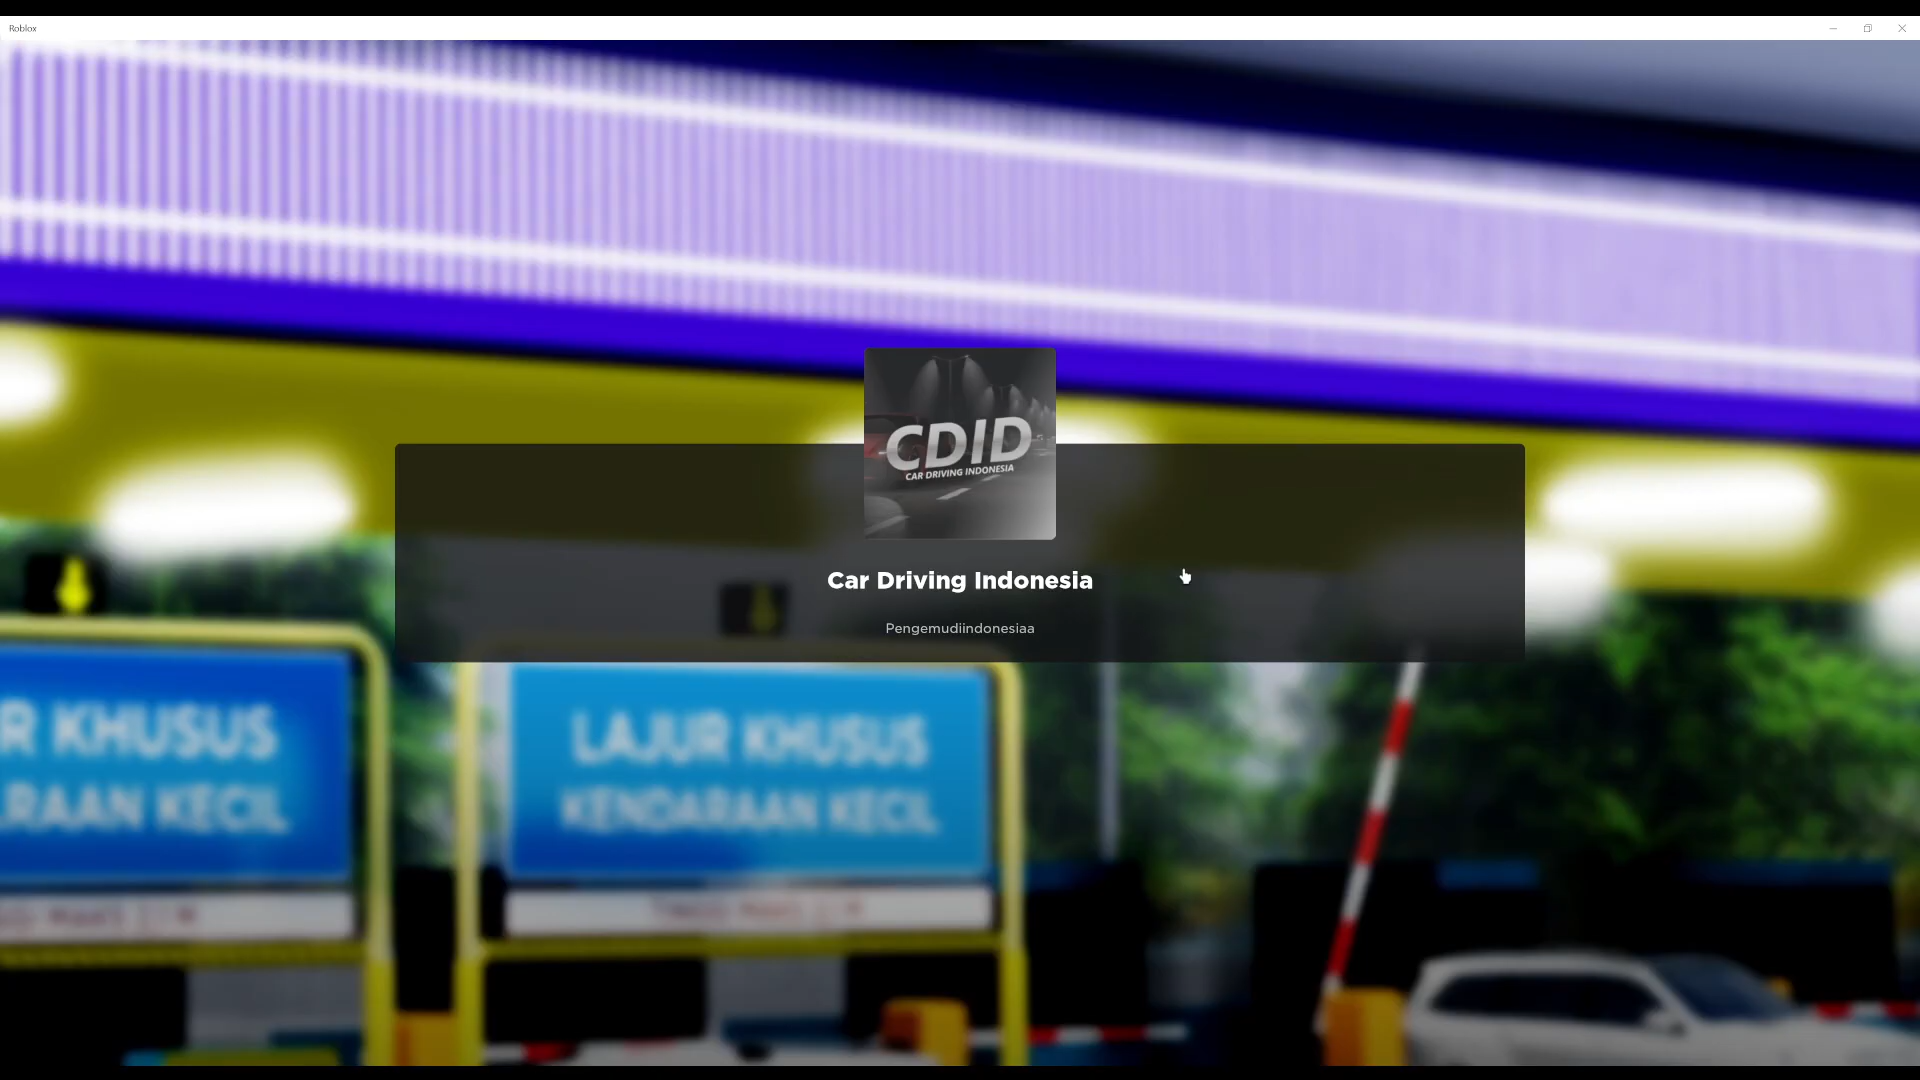 Roblox
CDID
CAR DRIVING INDONESIA
Car Driving Indonesia
Pengemudiindonesiaa
R KHUSUS
RAAN KECIL
LAJUR KHUSUS
KENDARAAN KECIL